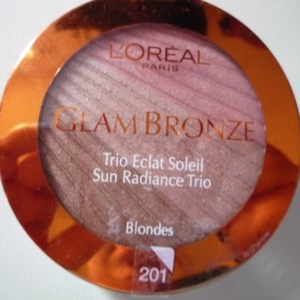 L'ORÉAL
PARIS
GLAM BRONZE
Trio Eclat Soleil
Sun Radiance Trio
Blondes
201